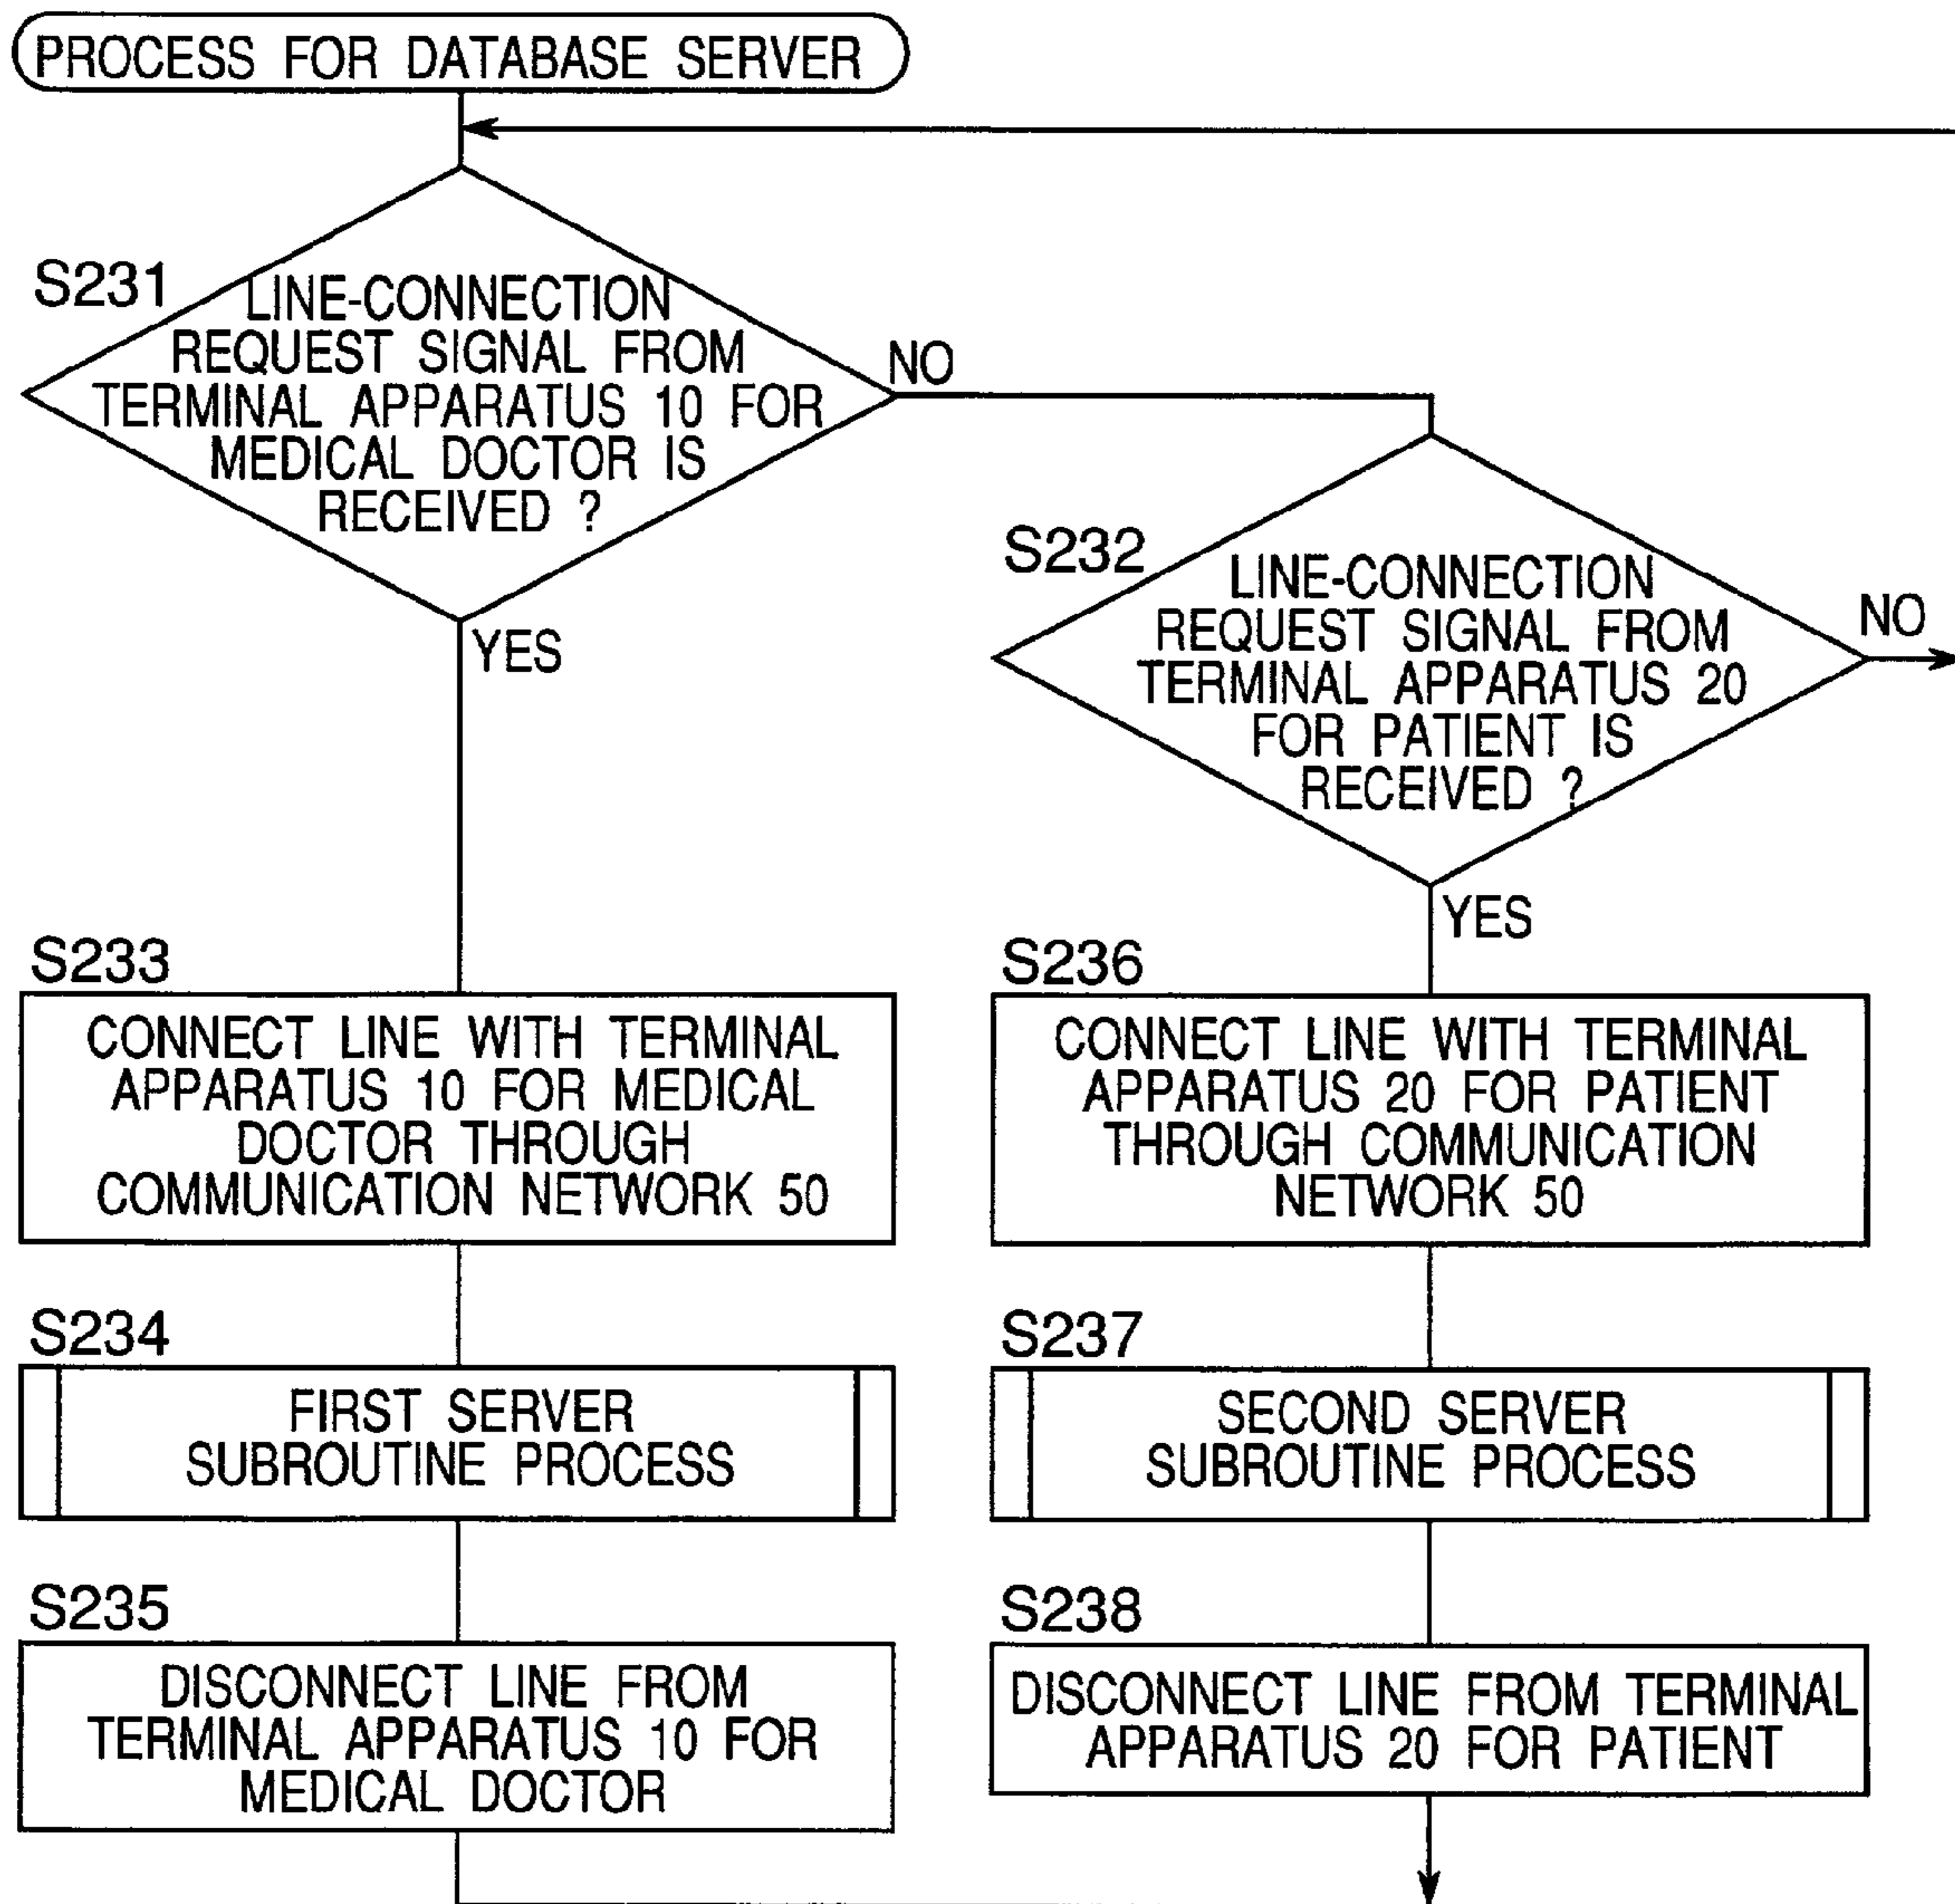 PROCESS FOR DATABASE SERVER
S231
LINE-CONNECTION
REQUEST SIGNAL FROM
TERMINAL APPARATUS 10 FOR
MEDICAL DOCTOR IS
RECEIVED ?
NO
YES
S232
LINE-CONNECTION
REQUEST SIGNAL FROM
TERMINAL APPARATUS 20
FOR PATIENT IS
RECEIVED ?
NO
YES
S233
CONNECT LINE WITH TERMINAL
APPARATUS 10 FOR MEDICAL
DOCTOR THROUGH
COMMUNICATION NETWORK 50
S236
CONNECT LINE WITH TERMINAL
APPARATUS 20 FOR PATIENT
THROUGH COMMUNICATION
NETWORK 50
S234
FIRST SERVER
SUBROUTINE PROCESS
S237
SECOND SERVER
SUBROUTINE PROCESS
S235
DISCONNECT LINE FROM
TERMINAL APPARATUS 10 FOR
MEDICAL DOCTOR
S238
DISCONNECT LINE FROM TERMINAL
APPARATUS 20 FOR PATIENT